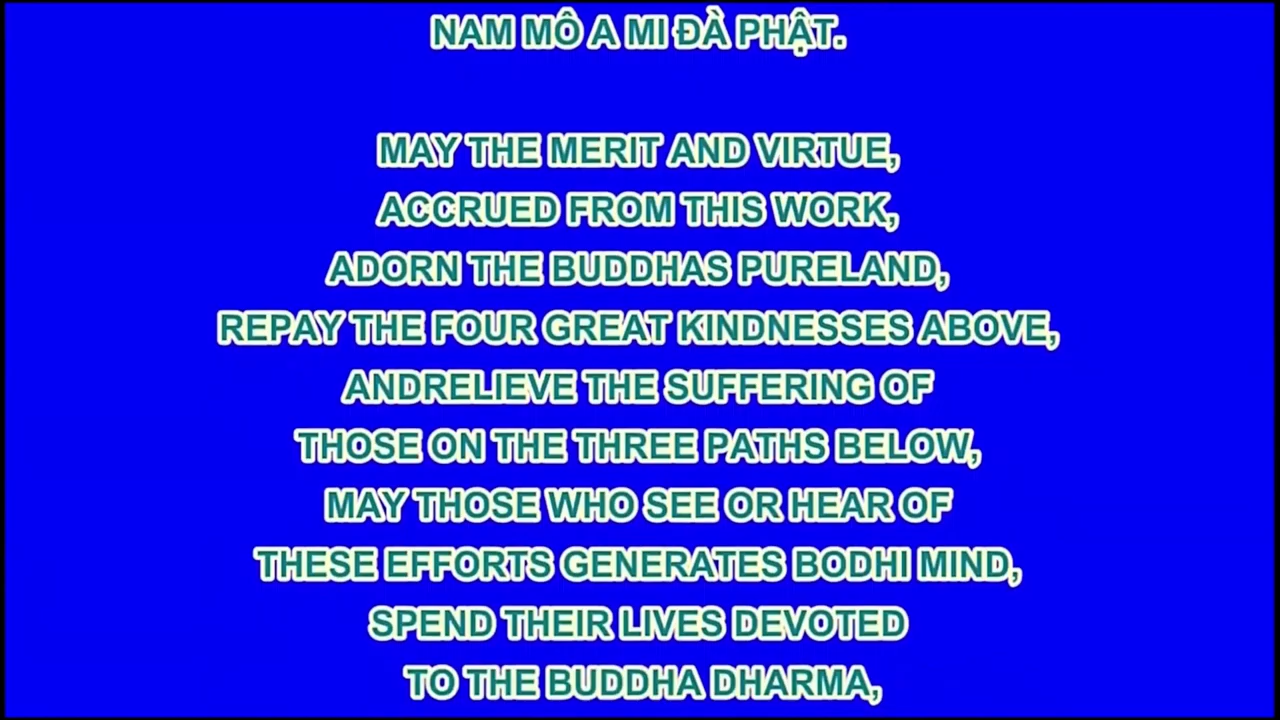 NAM MÔ A MI ĐÀ PHẬT.
MAY THE MERIT AND VIRTUE,
ACCRUED FROM THIS WORK,
ADORN THE BUDDHAS PURELAND,
REPAY THE FOUR GREAT KINDNESSES ABOVE,
ANDRELIEVE THE SUFFERING OF
THOSE ON THE THREE PATHS BELOW,
MAY THOSE WHO SEE OR HEAR OF
THESE EFFORTS GENERATES BODHI MIND,
SPEND THEIR LIVES DEVOTED
TO THE BUDDHA DHARMA,